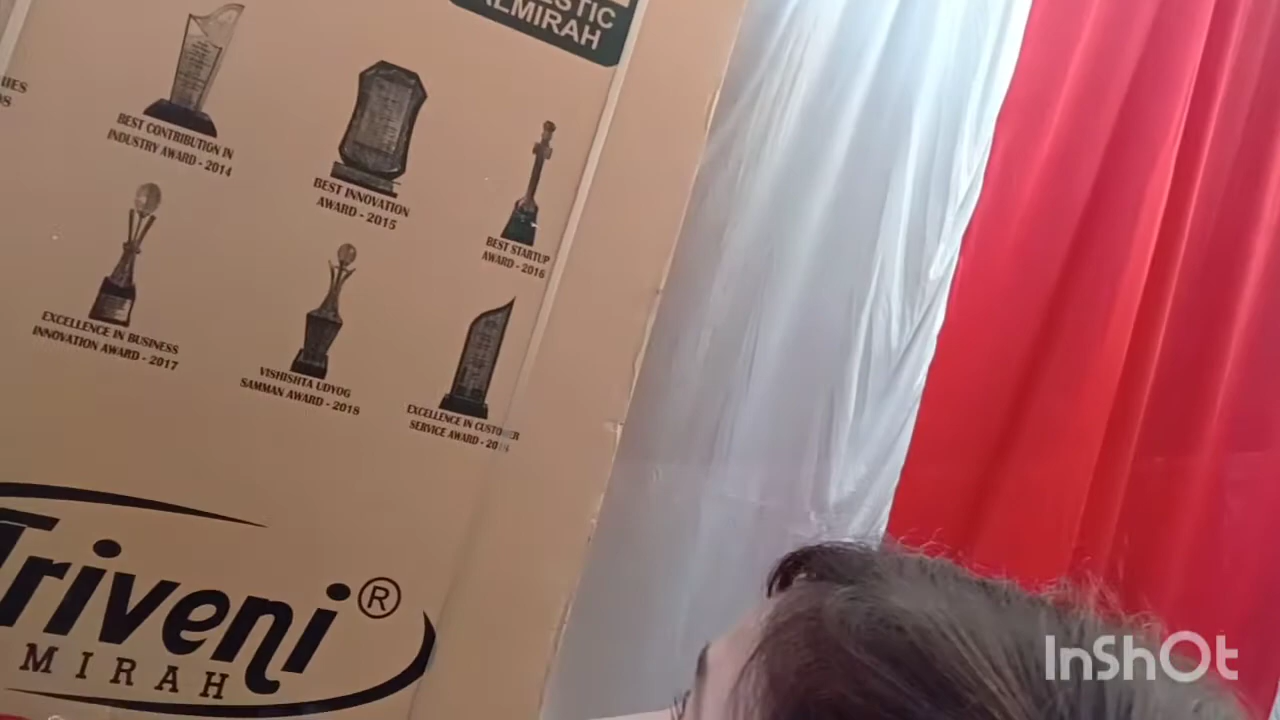 STIC
ALMIRAH
BEST CONTRIBUTION IN
INDUSTRY AWARD - 2014
BEST INNOVATION
AWARD - 2015
BEST STARTUP
AWARD - 2016
EXCELLENCE IN BUSINESS
INNOVATION AWARD - 2017
VISHISHTA UDYOG
SAMMAN AWARD - 2018
EXCELLENCE IN CUSTOMER
SERVICE AWARD -
Triveni ®
MIRAH
InShOt